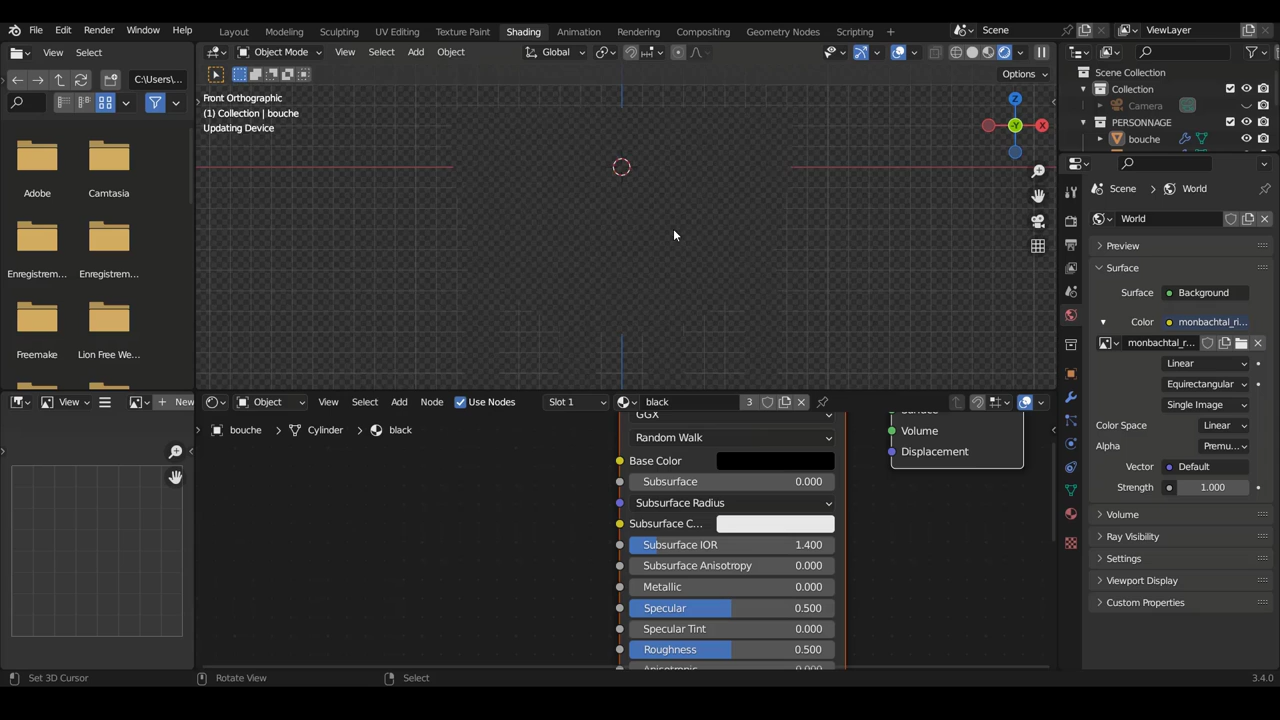 File Edit Render Window Help
Layout Modeling Sculpting UV Editing Texture Paint Shading Animation Rendering Compositing Geometry Nodes Scripting
Scene
ViewLayer
View Select
Object Mode View Select Add Object
Global
C:\Users\...
Options
Front Orthographic
(1) Collection | bouche
Updating Device
Z
X
-Y
Adobe
Camtasia
Enregistrem...
Enregistrem...
Freemake
Lion Free We...
Scene Collection
Collection
Camera
PERSONNAGE
bouche
Scene
World
World
Preview
Surface
Surface
Background
Color
monbachtal_ri...
monbachtal_r...
Linear
Equirectangular
Single Image
Color Space
Linear
Alpha
Premu...
Vector
Default
Strength
1.000
Volume
Ray Visibility
Settings
Viewport Display
Custom Properties
View
New
Object View Select Add Node Use Nodes Slot 1 black 3
bouche Cylinder black
GGX
Random Walk
Base Color
Subsurface 0.000
Subsurface Radius
Subsurface C...
Subsurface IOR 1.400
Subsurface Anisotropy 0.000
Metallic 0.000
Specular 0.500
Specular Tint 0.000
Roughness 0.500
Volume
Displacement
Set 3D Cursor
Rotate View
Select
3.4.0